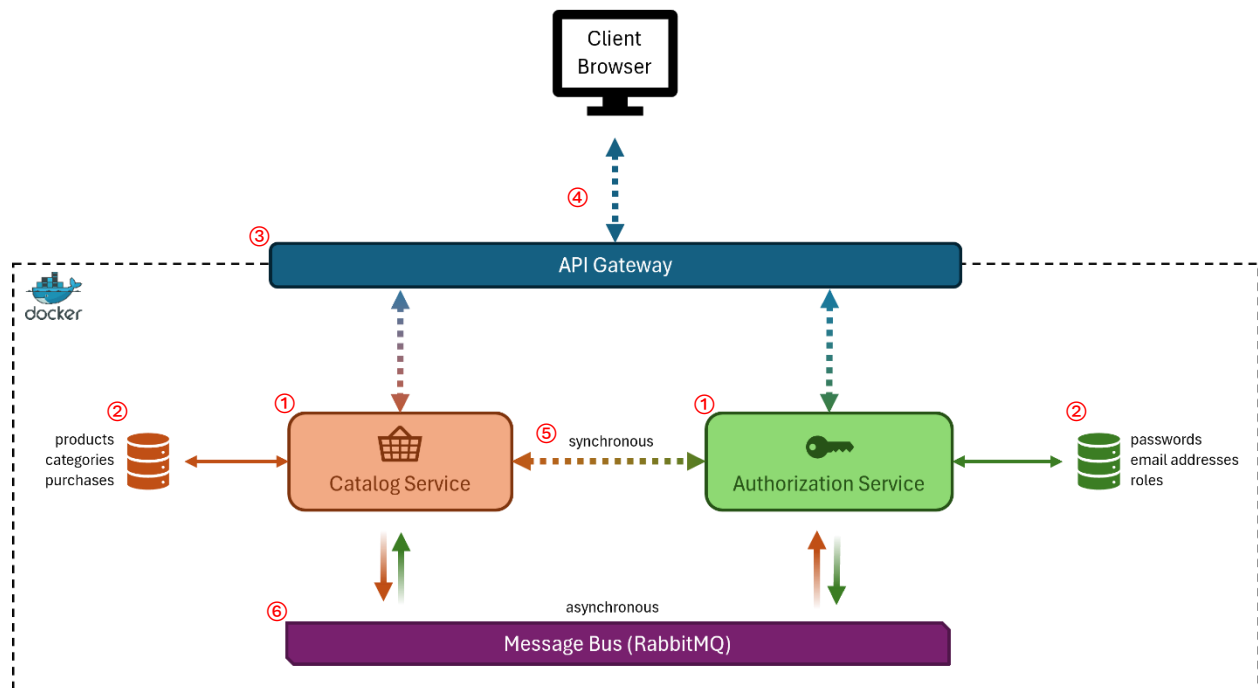 Client
Browser
④
③
API Gateway
docker
②
products
categories
purchases
①
Catalog Service
⑤
synchronous
①
Authorization Service
②
passwords
email addresses
roles
asynchronous
⑥
Message Bus (RabbitMQ)